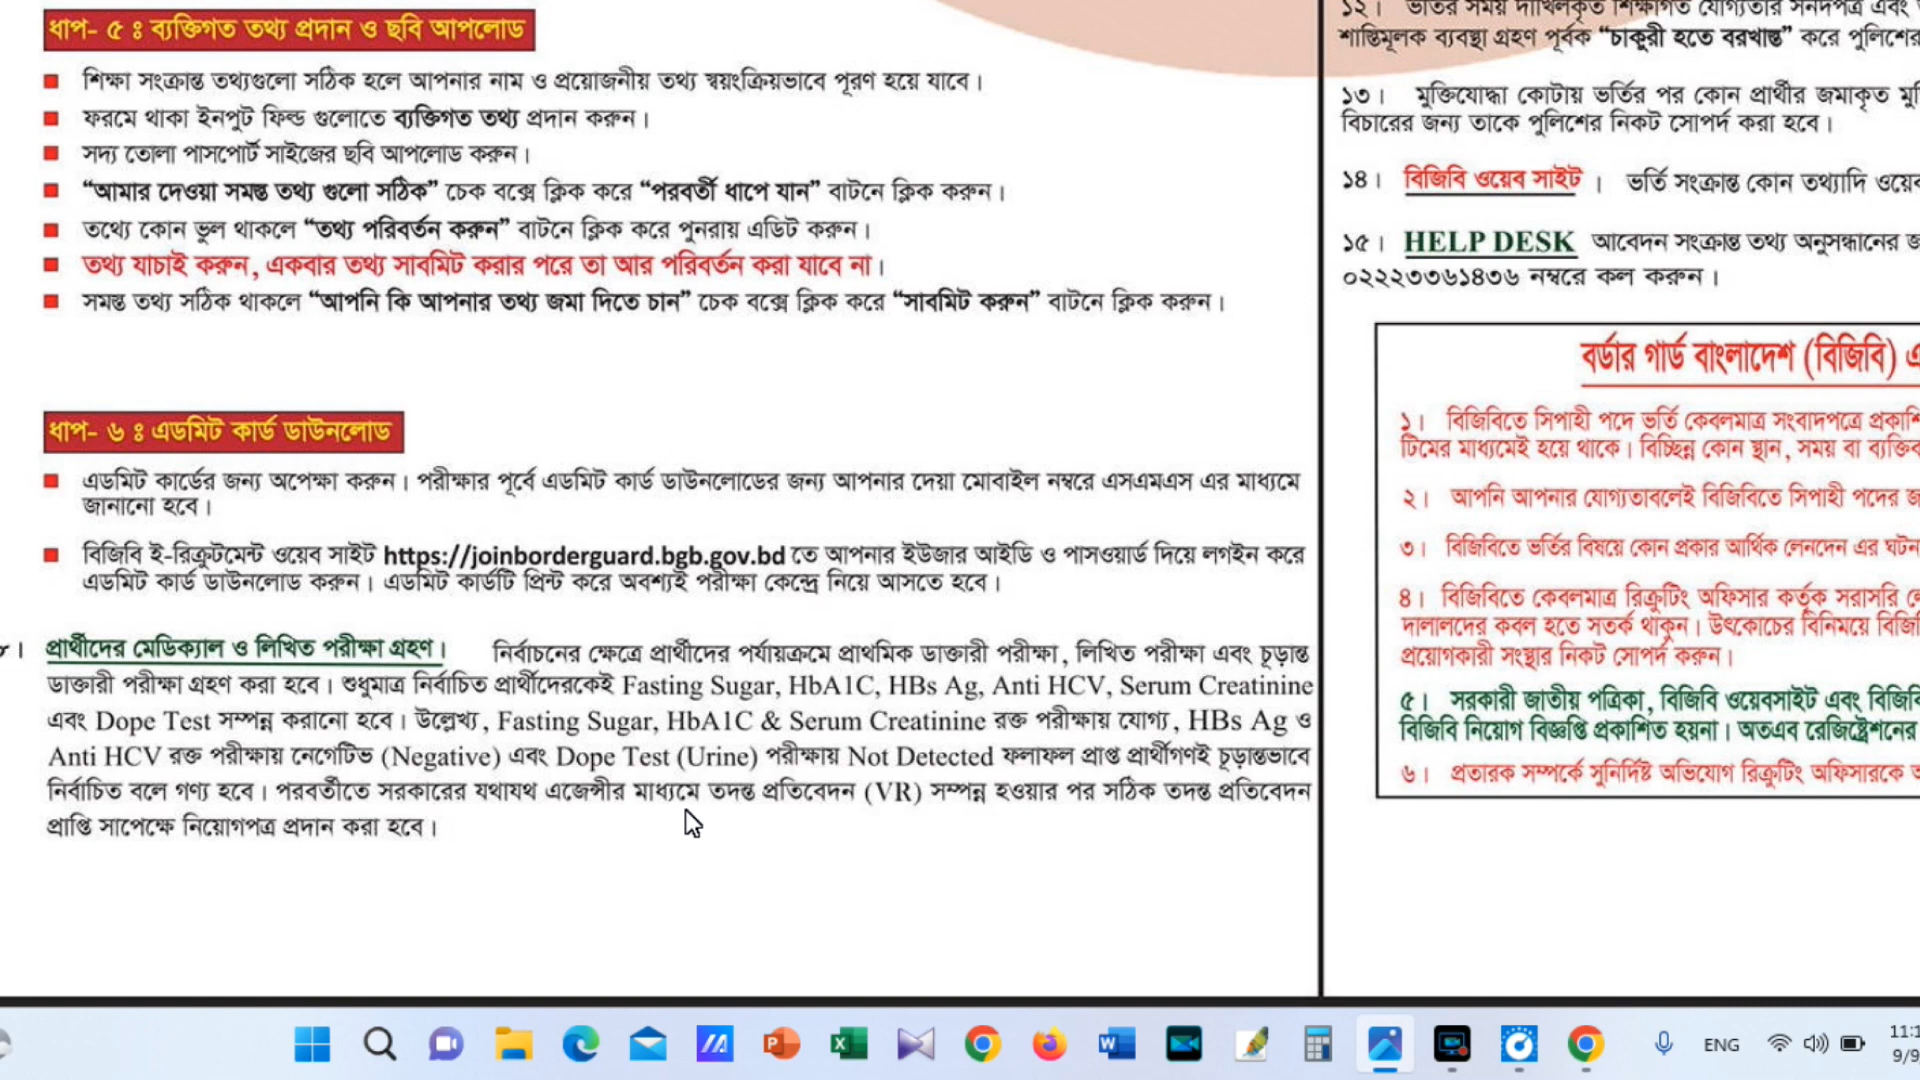 ধাপ- ৫ ঃ ব্যক্তিগত তথ্য প্রদান ও ছবি আপলোড
শিক্ষা সংক্রান্ত তথ্যগুলো সঠিক হলে আপনার নাম ও প্রয়োজনীয় তথ্য স্বয়ংক্রিয়ভাবে পূরণ হয়ে যাবে।
ফরমে থাকা ইনপুট ফিল্ড গুলোতে ব্যক্তিগত তথ্য প্রদান করুন।
সদ্য তোলা পাসপোর্ট সাইজের ছবি আপলোড করুন।
“আমার দেওয়া সমস্ত তথ্য গুলো সঠিক” চেক বক্সে ক্লিক করে “পরবর্তী ধাপে যান” বাটনে ক্লিক করুন।
তথ্যে কোন ভুল থাকলে “তথ্য পরিবর্তন করুন” বাটনে ক্লিক করে পুনরায় এডিট করুন।
তথ্য যাচাই করুন, একবার তথ্য সাবমিট করার পরে তা আর পরিবর্তন করা যাবে না।
সমস্ত তথ্য সঠিক থাকলে “আপনি কি আপনার তথ্য জমা দিতে চান” চেক বক্সে ক্লিক করে “সাবমিট করুন” বাটনে ক্লিক করুন।
ধাপ- ৬ ঃ এডমিট কার্ড ডাউনলোড
এডমিট কার্ডের জন্য অপেক্ষা করুন। পরীক্ষার পূর্বে এডমিট কার্ড ডাউনলোডের জন্য আপনার দেয়া মোবাইল নম্বরে এসএমএস এর মাধ্যমে
জানানো হবে।
বিজিবি ই-রিক্রুটমেন্ট ওয়েব সাইট https://joinborderguard.bgb.gov.bd তে আপনার ইউজার আইডি ও পাসওয়ার্ড দিয়ে লগইন করে
এডমিট কার্ড ডাউনলোড করুন। এডমিট কার্ডটি প্রিন্ট করে অবশ্যই পরীক্ষা কেন্দ্রে নিয়ে আসতে হবে।
৮। প্রার্থীদের মেডিক্যাল ও লিখিত পরীক্ষা গ্রহণ। নির্বাচনের ক্ষেত্রে প্রার্থীদের পর্যায়ক্রমে প্রাথমিক ডাক্তারী পরীক্ষা, লিখিত পরীক্ষা এবং চূড়ান্ত
ডাক্তারী পরীক্ষা গ্রহণ করা হবে। শুধুমাত্র নির্বাচিত প্রার্থীদেরকেই Fasting Sugar, HbA1C, HBs Ag, Anti HCV, Serum Creatinine
এবং Dope Test সম্পন্ন করানো হবে। উল্লেখ্য, Fasting Sugar, HbA1C & Serum Creatinine রক্ত পরীক্ষায় যোগ্য, HBs Ag ও
Anti HCV রক্ত পরীক্ষায় নেগেটিভ (Negative) এবং Dope Test (Urine) পরীক্ষায় Not Detected ফলাফল প্রাপ্ত প্রার্থীগণই চূড়ান্তভাবে
নির্বাচিত বলে গণ্য হবে। পরবর্তীতে সরকারের যথাযথ এজেন্সীর মাধ্যমে তদন্ত প্রতিবেদন (VR) সম্পন্ন হওয়ার পর সঠিক তদন্ত প্রতিবেদন
প্রাপ্তি সাপেক্ষে নিয়োগপত্র প্রদান করা হবে।
১২। ভর্তির সময় দাখিলকৃত শিক্ষাগত যোগ্যতার সনদপত্র এবং
শাস্তিমূলক ব্যবস্থা গ্রহণ পূর্বক “চাকুরী হতে বরখাস্ত” করে পুলিশের
১৩। মুক্তিযোদ্ধা কোটায় ভর্তির পর কোন প্রার্থীর জমাকৃত
বিচারের জন্য তাকে পুলিশের নিকট সোপর্দ করা হবে।
১৪। বিজিবি ওয়েব সাইট। ভর্তি সংক্রান্ত কোন তথ্যাদি
১৫। HELP DESK আবেদন সংক্রান্ত তথ্য অনুসন্ধানের
০২২২৩৩৬১৪৩৬ নম্বরে কল করুন।
বর্ডার গার্ড বাংলাদেশ (বিজিবি)
১। বিজিবিতে সিপাহী পদে ভর্তি কেবলমাত্র সংবাদপত্রে
টিমের মাধ্যমেই হয়ে থাকে। বিচ্ছিন্ন কোন স্থান, সময় বা
২। আপনি আপনার যোগ্যতাবলেই বিজিবিতে সিপাহী পদের
৩। বিজিবিতে ভর্তির বিষয়ে কোন প্রকার আর্থিক লেনদেন এর
৪। বিজিবিতে কেবলমাত্র রিক্রুটিং অফিসার কর্তৃক সরাসরি
দালালদের কবল হতে সতর্ক থাকুন। উৎকোচের বিনিময়ে
প্রয়োগকারী সংস্থার নিকট সোপর্দ করুন।
৫। সরকারী জাতীয় পত্রিকা, বিজিবি ওয়েবসাইট এবং
বিজিবি নিয়োগ বিজ্ঞপ্তি প্রকাশিত হয়না। অতএব রেজিষ্ট্রেশনের
৬। প্রতারক সম্পর্কে সুনির্দিষ্ট অভিযোগ রিক্রুটিং অফিসারকে
ENG